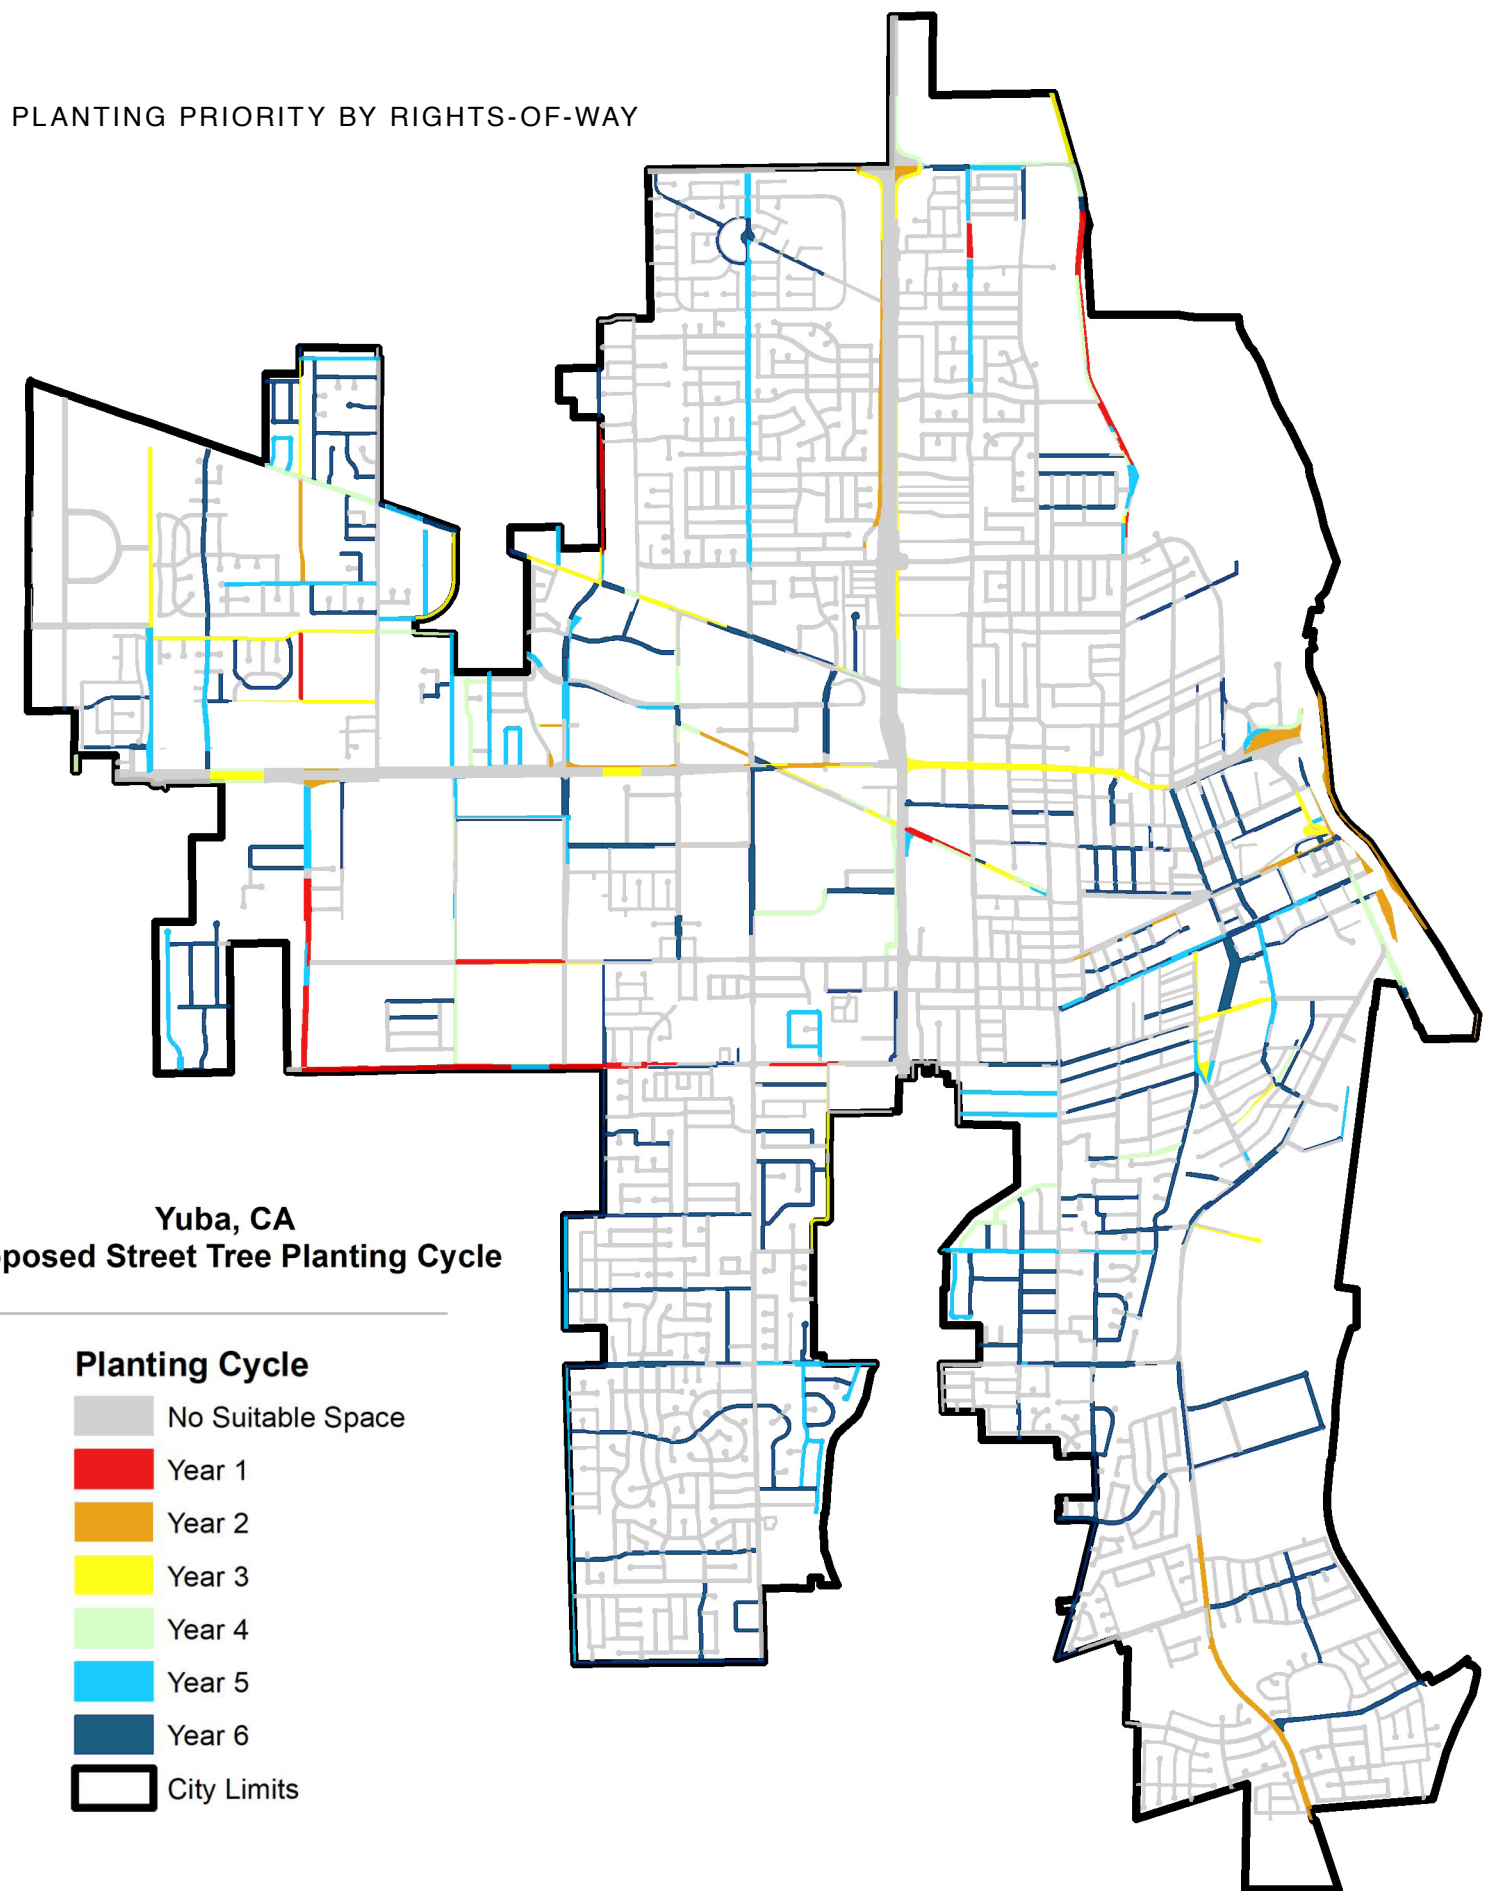 PLANTING PRIORITY BY RIGHTS-OF-WAY
Yuba, CA
posed Street Tree Planting Cycle
Planting Cycle
No Suitable Space
Year 1
Year 2
Year 3
Year 4
Year 5
Year 6
City Limits